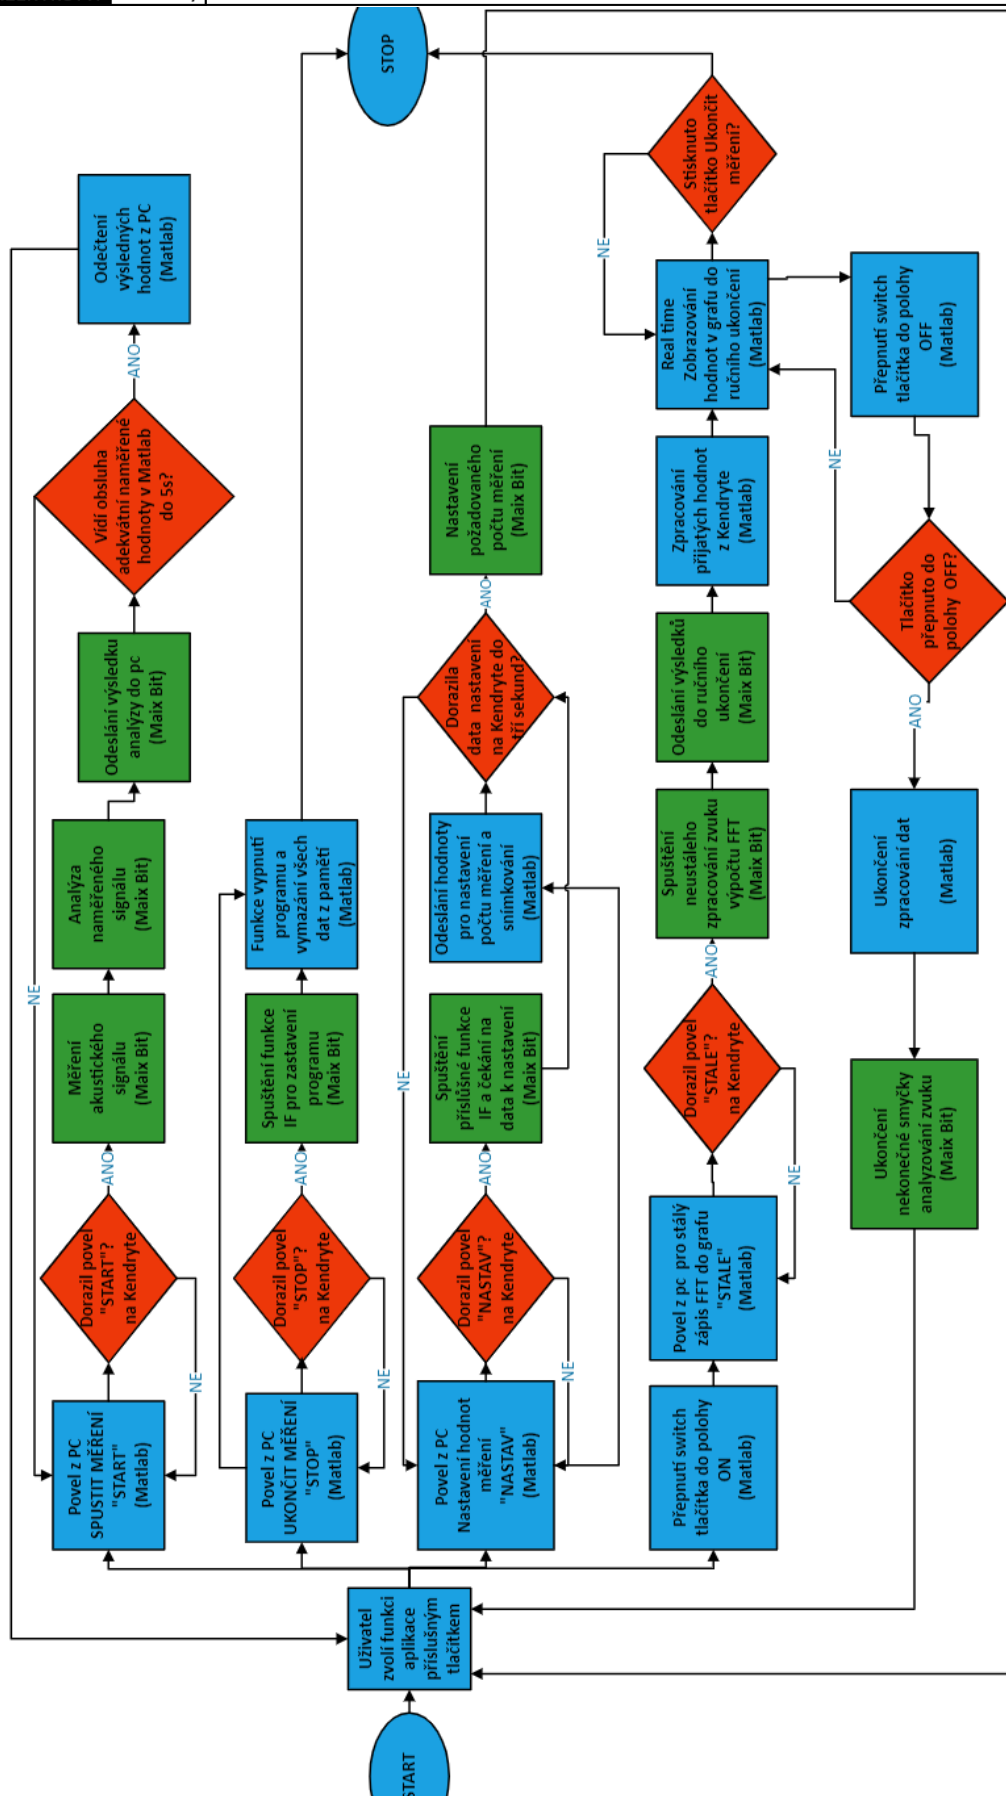 START
Uživatel
zvolí funkci
aplikace
příslušným
tlačítkem
Povel z PC
SPUSTIT MĚŘENÍ
"START"
(Matlab)
Dorazil povel
"START"?
na Kendryte
NE
ANO
Měření
akustického
signálu
(Maix Bit)
Analýza
naměřeného
signálu
(Maix Bit)
Odeslání výsledku
analýzy do pc
(Maix Bit)
Vidí obsluha
adekvátní naměřené
hodnoty v Matlab
do 5s?
NE
ANO
Odečtení
výsledných
hodnot z PC
(Matlab)
Povel z PC
UKONČIT MĚŘENÍ
"STOP"
(Matlab)
Dorazil povel
"STOP"?
na Kendryte
NE
ANO
Spuštění funkce
IF pro zastavení
programu
(Maix Bit)
Funkce vypnutí
programu a
vymazání všech
dat z pamětí
(Matlab)
STOP
Povel z PC
Nastavení hodnot
měření
"NASTAV"
(Matlab)
Dorazil povel
"NASTAV"?
na Kendryte
NE
ANO
Spuštění
příslůšné funkce
IF a čekání na
data k nastavení
(Maix Bit)
Odeslání hodnoty
pro nastavení
počtu měření a
snímkování
(Matlab)
Dorazila
data nastavení
na Kendryte do
tří sekund?
NE
ANO
Nastavení
požadovaného
počtu měření
(Maix Bit)
Přepnutí switch
tlačítka do polohy
ON
(Matlab)
Povel z pc pro stálý
zápis FFT do grafu
"STALE"
(Matlab)
Dorazil povel
"STALE"?
na Kendryte
NE
ANO
Spuštění
neustálého
zpracování zvuku
výpočtu FFT
(Maix Bit)
Odeslání výsledků
do ručního
ukončení
(Maix Bit)
Zpracování
přijatých hodnot
z Kendryte
(Matlab)
Real time
Zobrazování
hodnot v grafu do
ručního ukončení
(Matlab)
NE
Stisknuto
tlačítko Ukončit
měření?
Přepnutí switch
tlačítka do polohy
OFF
(Matlab)
NE
Tlačítko
přepnuto do
polohy OFF?
ANO
Ukončení
zpracování dat
(Matlab)
Ukončení
nekonečné smyčky
analyzování zvuku
(Maix Bit)